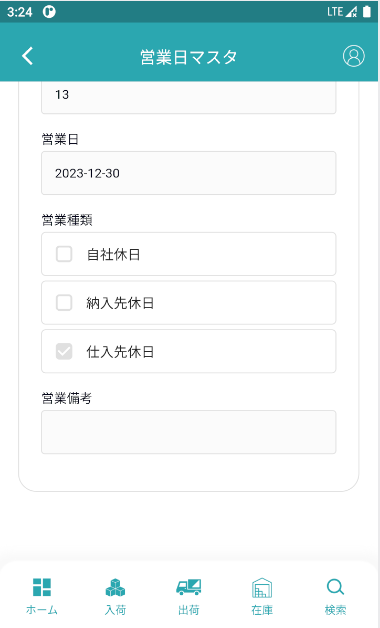 3:24 LTE
営業日マスタ
13
営業日
2023-12-30
営業種類
自社休日
納入先休日
仕入先休日
営業備考
ホーム 入荷 出荷 在庫 検索